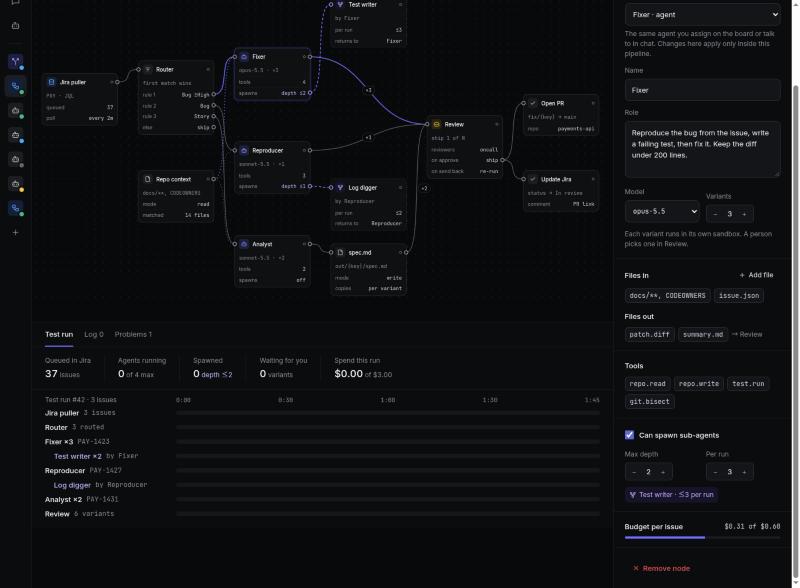 Test writer
by Fixer
per run ≤3
returns to Fixer
Fixer
opus-5.5 · ×3
tools 4
spawns depth ≤2
Router
first match wins
rule 1 Bug ≥High
rule 2 Bug
rule 3 Story
else skip
Jira puller
PAY · JQL
queued 37
poll every 2m
×3
Reproducer
sonnet-5.5 · ×1
tools 3
spawns depth ≤1
×1
Review
step 1 of R
reviewers oncall
on approve ship
on send back re-run
Open PR
fix/{key} → main
repo payments-api
Update Jira
status → In review
comment PR link
Repo context
docs/**, CODEOWNERS
mode read
matched 14 files
Log digger
by Reproducer
per run ≤2
returns to Reproducer
×2
Analyst
sonnet-5.5 · ×2
tools 2
spawns off
spec.md
out/{key}/spec.md
mode write
copies per variant
Test run Log 0 Problems 1
Queued in Jira
37 issues
Agents running
0 of 4 max
Spawned
0 depth ≤2
Waiting for you
0 variants
Spend this run
$0.00 of $3.00
Test run #42 · 3 issues 0:00 0:30 1:00 1:30 1:45
Jira puller 3 issues
Router 3 routed
Fixer ×3 PAY-1423
Test writer ×2 by Fixer
Reproducer PAY-1427
Log digger by Reproducer
Analyst ×2 PAY-1431
Review 6 variants
Fixer · agent
The same agent you assign on the board or talk
to in chat. Changes here apply only inside this
pipeline.
Name
Fixer
Role
Reproduce the bug from the issue, write
a failing test, then fix it. Keep the diff
under 200 lines.
Model Variants
opus-5.5 − 3 +
Each variant runs in its own sandbox. A person
picks one in Review.
Files in + Add file
docs/**, CODEOWNERS issue.json
Files out
patch.diff summary.md → Review
Tools
repo.read repo.write test.run
git.bisect
Can spawn sub-agents
Max depth Per run
− 2 + − 3 +
Test writer · ≤3 per run
Budget per issue $0.31 of $0.60
× Remove node